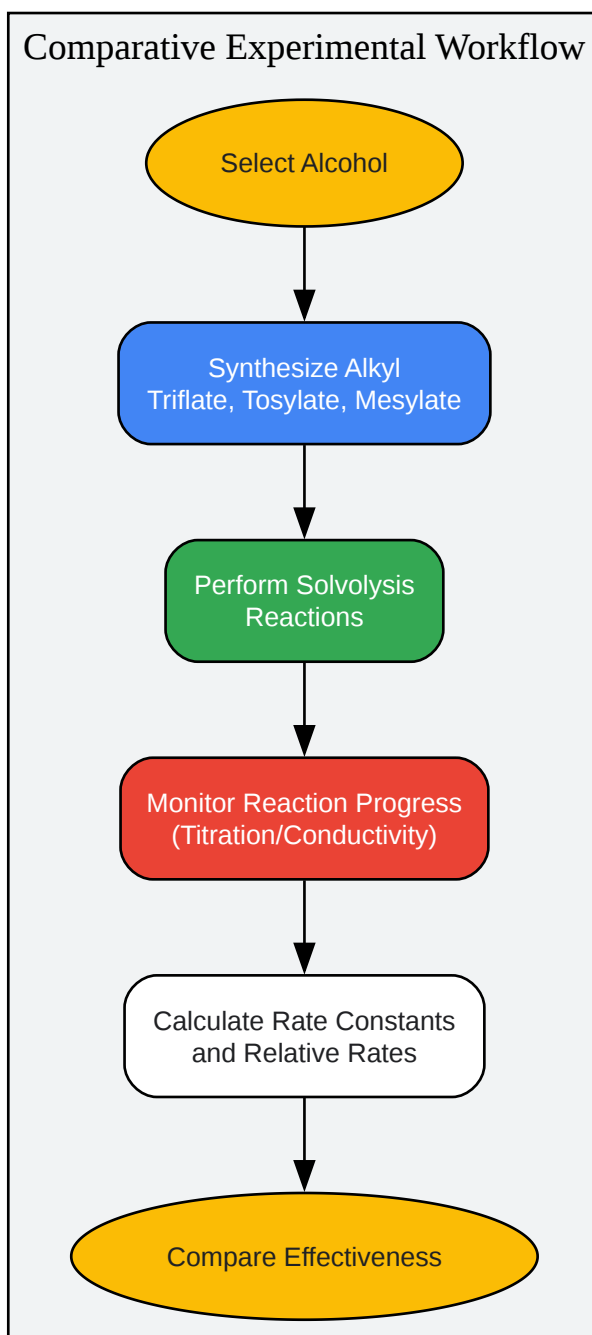 Comparative Experimental Workflow
Select Alcohol
Synthesize Alkyl
Triflate, Tosylate, Mesylate
Perform Solvolysis
Reactions
Monitor Reaction Progress
(Titration/Conductivity)
Calculate Rate Constants
and Relative Rates
Compare Effectiveness